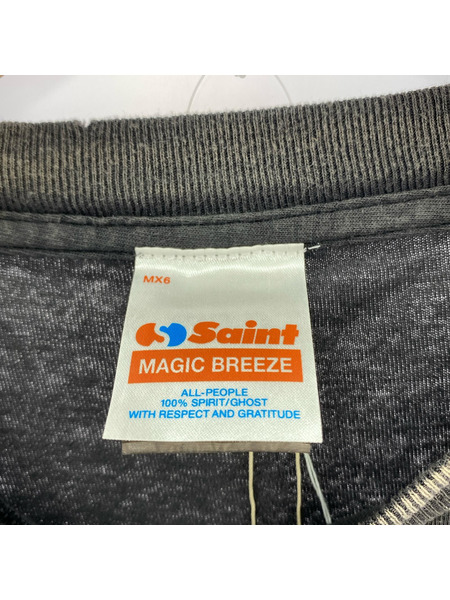 MX6
Saint
MAGIC BREEZE
ALL-PEOPLE
100% SPIRIT/GHOST
WITH RESPECT AND GRATITUDE